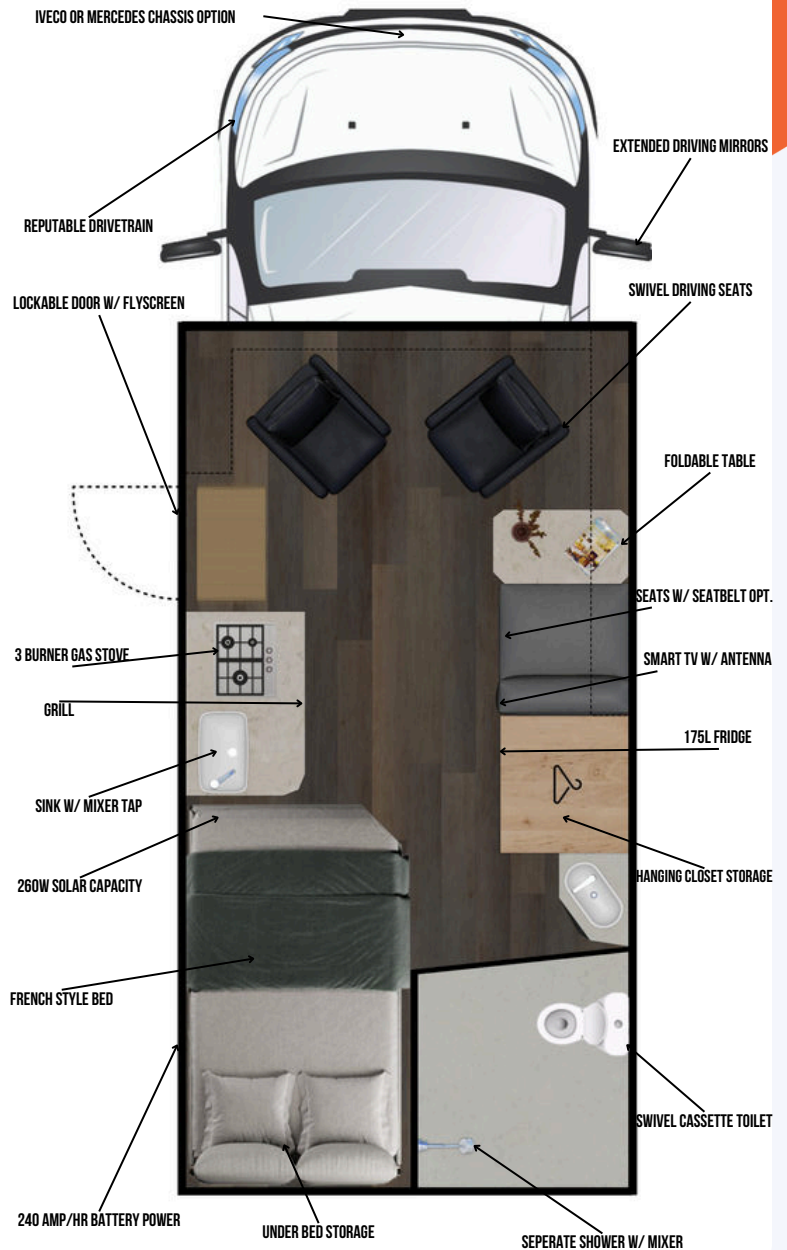 IVECO OR MERCEDES CHASSIS OPTION
EXTENDED DRIVING MIRRORS
REPUTABLE DRIVETRAIN
LOCKABLE DOOR W/ FLYSCREEN
SWIVEL DRIVING SEATS
FOLDABLE TABLE
SEATS W/ SEATBELT OPT.
3 BURNER GAS STOVE
SMART TV W/ ANTENNA
GRILL
175L FRIDGE
SINK W/ MIXER TAP
260W SOLAR CAPACITY
HANGING CLOSET STORAGE
FRENCH STYLE BED
SWIVEL CASSETTE TOILET
240 AMP/HR BATTERY POWER
UNDER BED STORAGE
SEPERATE SHOWER W/ MIXER